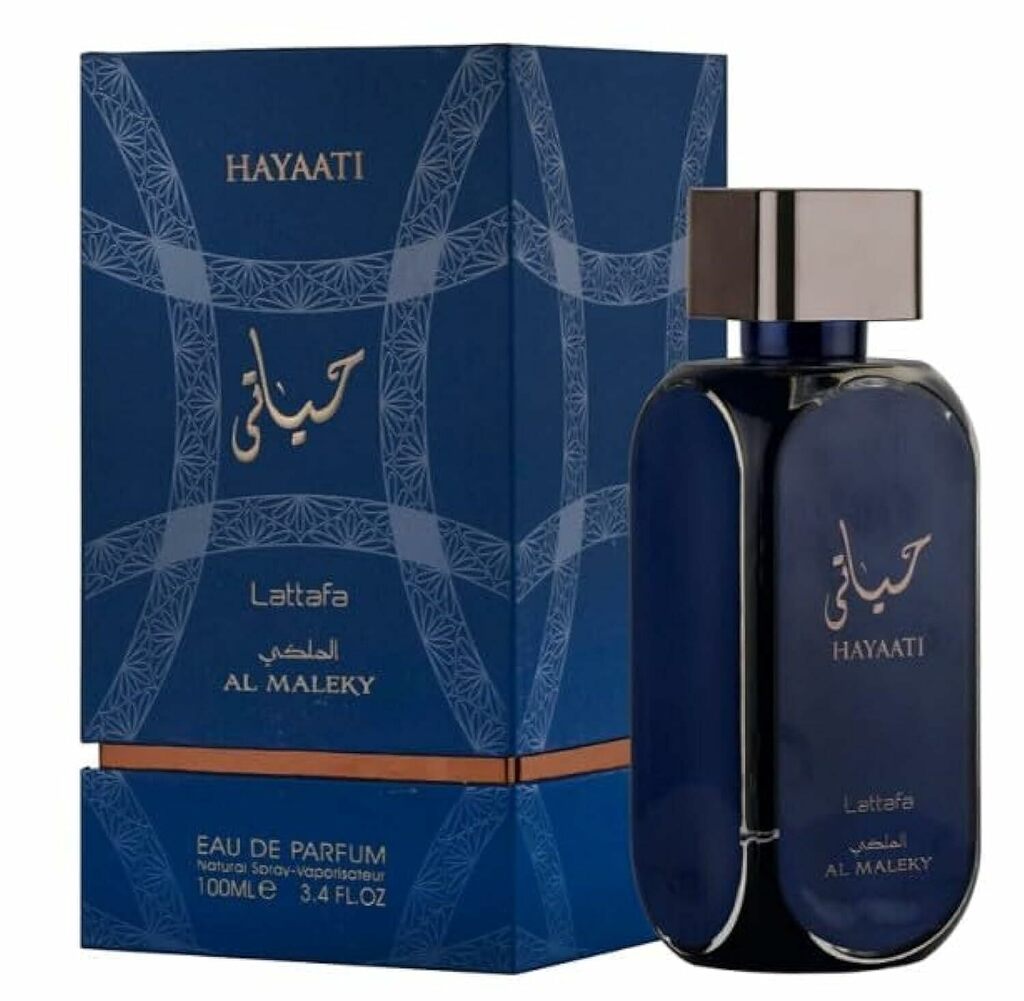 HAYAATI
حياتي
Lattafa
الملكي
AL MALEKY
EAU DE PARFUM
Natural Spray-Vaporisateur
100ML e 3.4 FL.OZ
حياتي
HAYAATI
Lattafa
الملكي
AL MALEKY